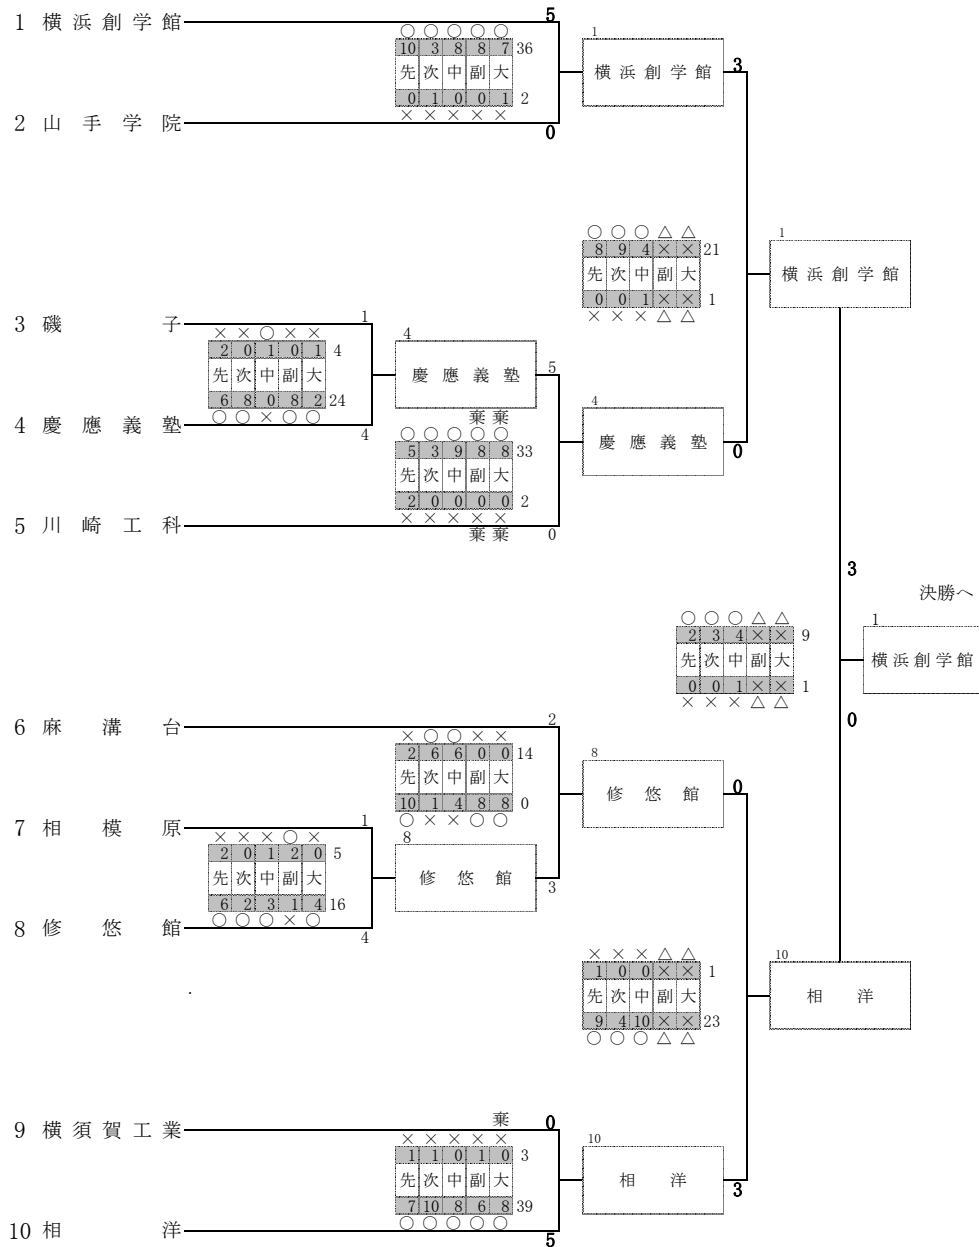 5
1 横浜創学館
○ ○ ○ ○ ○
10 3 8 8 7 36
先 次 中 副 大
0 1 0 0 1 2
× × × × ×
2 山手学院
0
1
横浜創学館 3
○ ○ ○ △ △
8 9 4 × × 21
先 次 中 副 大
0 0 1 × × 1
× × × △ △
1
横浜創学館
3 磯子 1
× × ○ × ×
2 0 1 0 1 4
先 次 中 副 大
6 8 0 8 2 24
○ ○ × ○ ○
4 慶應義塾 4
4
慶應義塾 5
棄 棄
○ ○ ○ ○ ○
5 3 9 8 8 33
先 次 中 副 大
2 0 0 0 0 2
× × × × ×
棄 棄
5 川崎工科 0
4
慶應義塾 0
3
決勝へ
○ ○ ○ △ △
2 3 4 × × 9
先 次 中 副 大
0 0 1 × × 1
× × × △ △
1
横浜創学館
0
6 麻溝台 2
× ○ ○ × ×
2 6 6 0 0 14
先 次 中 副 大
10 1 4 8 8 0
○ × × ○ ○
8
修悠館 0
7 相模原 1
× × × ○ ×
2 0 1 2 0 5
先 次 中 副 大
6 2 3 1 4 16
○ ○ ○ × ○
8 修悠館 4
8
修悠館 3
× × × △ △
1 0 0 × × 1
先 次 中 副 大
9 4 10 × × 23
○ ○ ○ △ △
10
相洋
.
棄 0
9 横須賀工業
× × × × ×
1 1 0 1 0 3
先 次 中 副 大
7 10 8 6 8 39
○ ○ ○ ○ ○
10 相洋
5
10
相洋 3